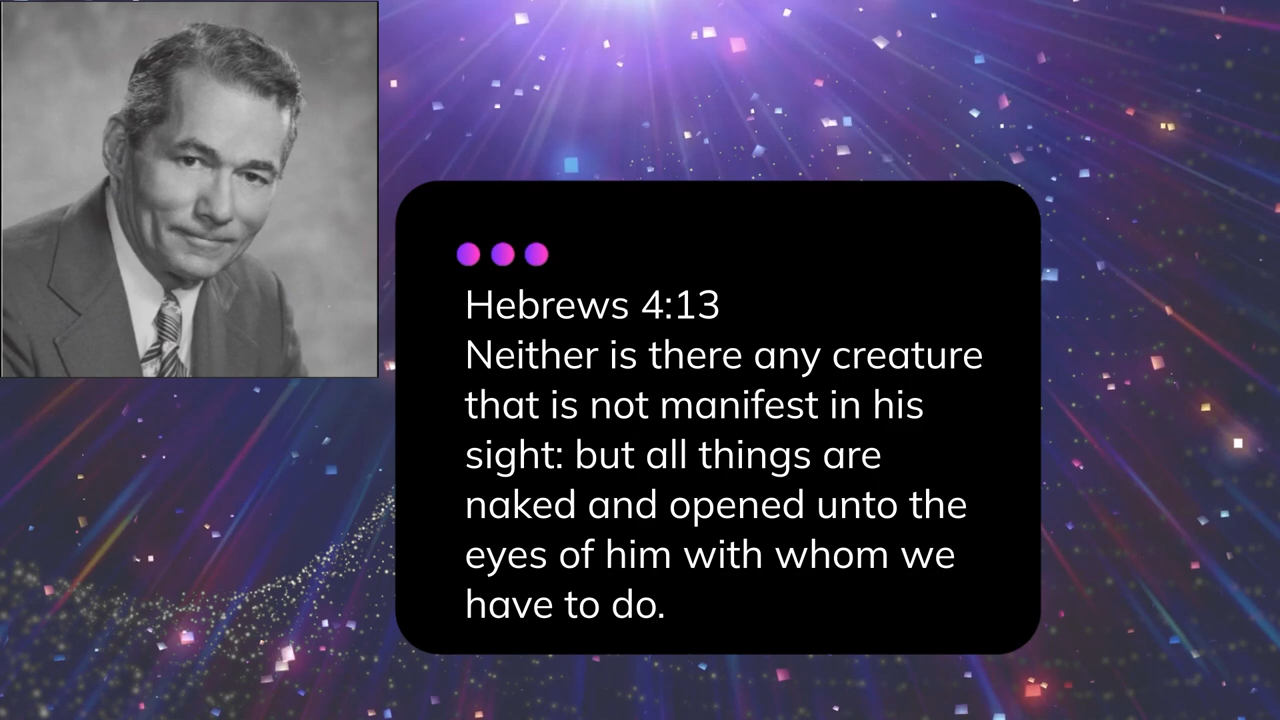 Hebrews 4:13
Neither is there any creature
that is not manifest in his
sight: but all things are
naked and opened unto the
eyes of him with whom we
have to do.